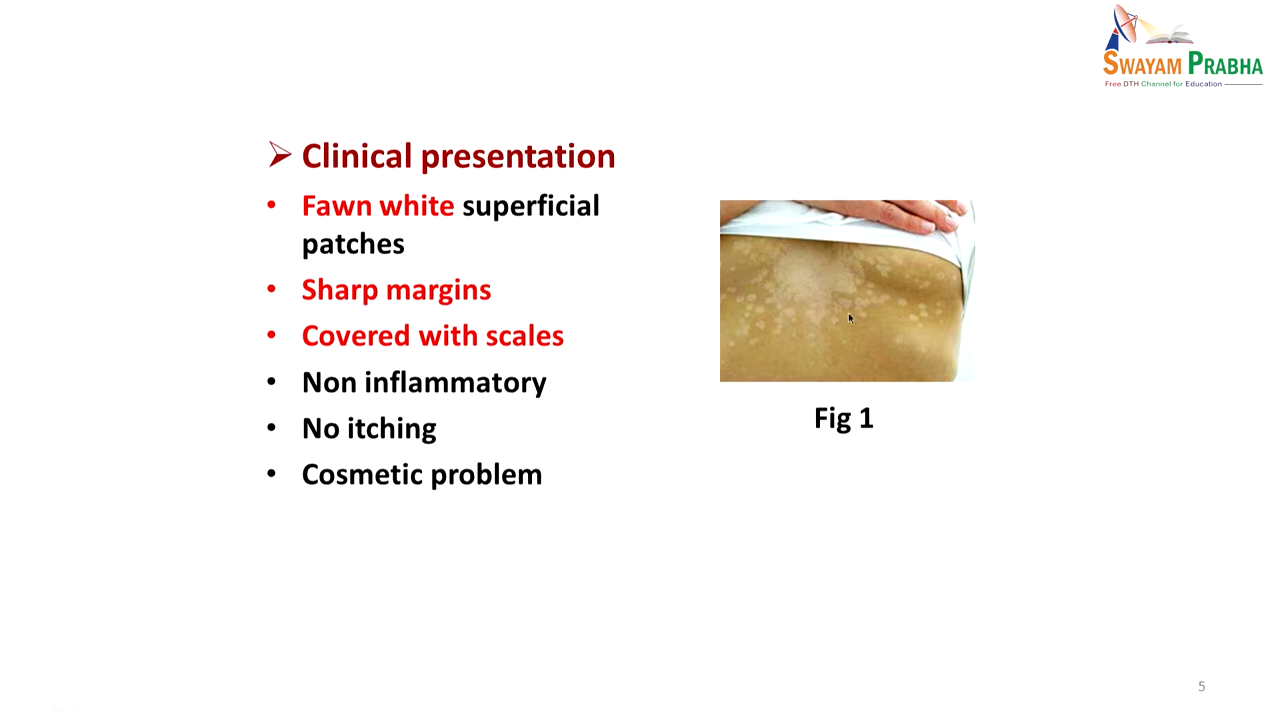 SWAYAM PRABHA
Free DTH Channel for Education
➢ Clinical presentation
• Fawn white superficial
patches
• Sharp margins
• Covered with scales
• Non inflammatory
• No itching
• Cosmetic problem
Fig 1
5